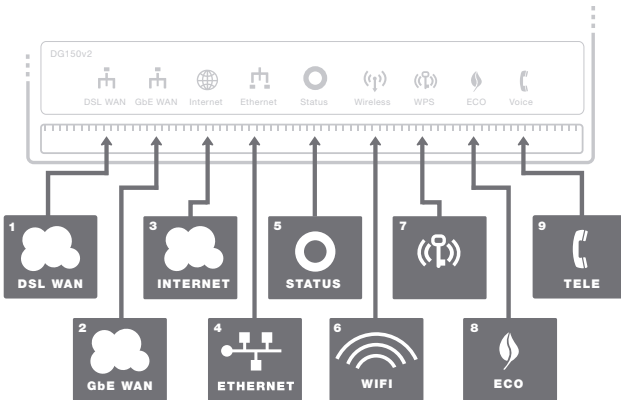 DG150v2
DSL WAN GbE WAN Internet Ethernet Status Wireless WPS ECO Voice
1
DSL WAN
3
INTERNET
5
STATUS
7
9
TELE
2
GbE WAN
4
ETHERNET
6
WIFI
8
ECO